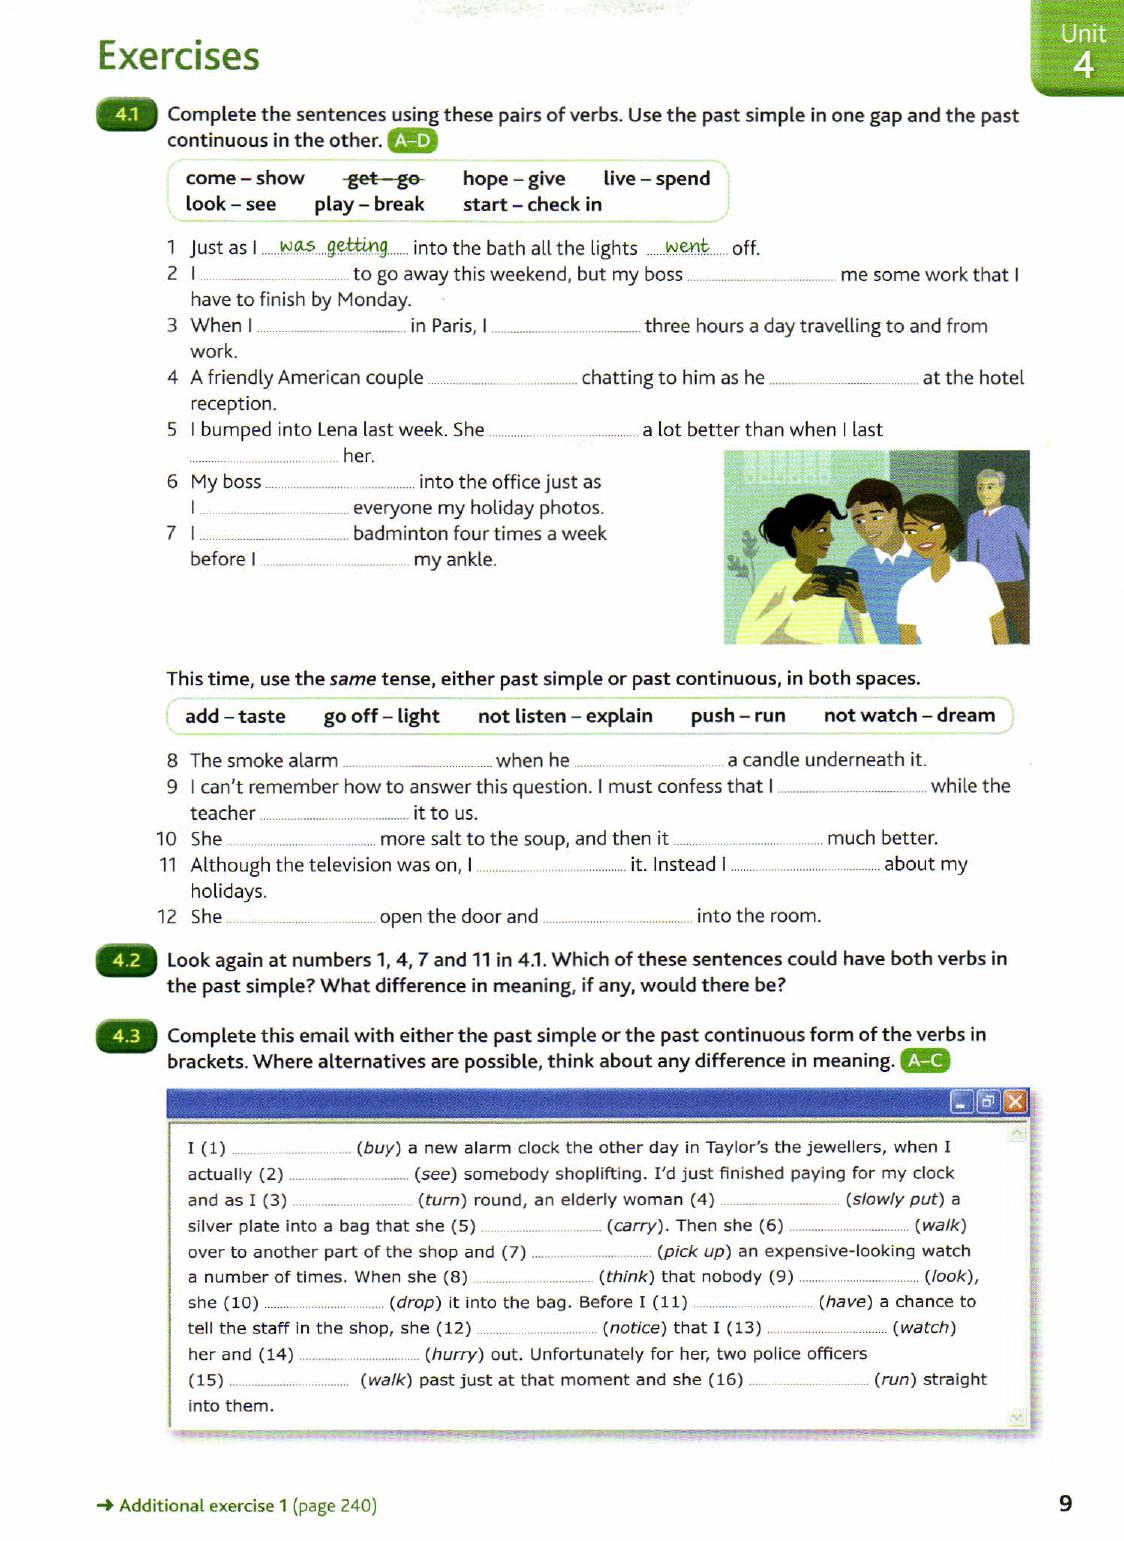 Unit
4
Exercises
4.1 Complete the sentences using these pairs of verbs. Use the past simple in one gap and the past
continuous in the other. A–D
come – show get – go hope – give live – spend
look – see play – break start – check in
1 Just as I was getting into the bath all the lights went off.
2 I to go away this weekend, but my boss me some work that I
have to finish by Monday.
3 When I in Paris, I three hours a day travelling to and from
work.
4 A friendly American couple chatting to him as he at the hotel
reception.
5 I bumped into Lena last week. She a lot better than when I last
her.
6 My boss into the office just as
I everyone my holiday photos.
7 I badminton four times a week
before I my ankle.
This time, use the same tense, either past simple or past continuous, in both spaces.
add – taste go off – light not listen – explain push – run not watch – dream
8 The smoke alarm when he a candle underneath it.
9 I can't remember how to answer this question. I must confess that I while the
teacher it to us.
10 She more salt to the soup, and then it much better.
11 Although the television was on, I it. Instead I about my
holidays.
12 She open the door and into the room.
4.2 Look again at numbers 1, 4, 7 and 11 in 4.1. Which of these sentences could have both verbs in
the past simple? What difference in meaning, if any, would there be?
4.3 Complete this email with either the past simple or the past continuous form of the verbs in
brackets. Where alternatives are possible, think about any difference in meaning. A–C
I (1) (buy) a new alarm clock the other day in Taylor's the jewellers, when I
actually (2) (see) somebody shoplifting. I'd just finished paying for my clock
and as I (3) (turn) round, an elderly woman (4) (slowly put) a
silver plate into a bag that she (5) (carry). Then she (6) (walk)
over to another part of the shop and (7) (pick up) an expensive-looking watch
a number of times. When she (8) (think) that nobody (9) (look),
she (10) (drop) it into the bag. Before I (11) (have) a chance to
tell the staff in the shop, she (12) (notice) that I (13) (watch)
her and (14) (hurry) out. Unfortunately for her, two police officers
(15) (walk) past just at that moment and she (16) (run) straight
into them.
➜ Additional exercise 1 (page 240)
9